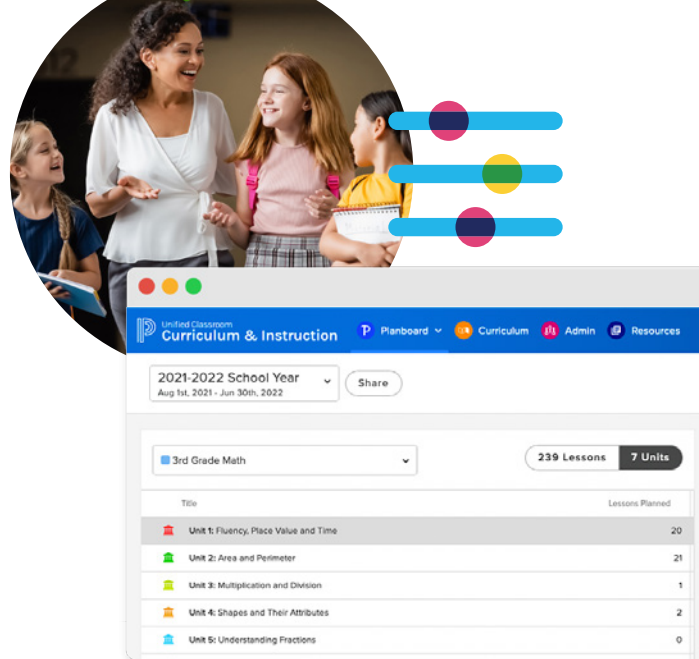 Unified Classroom
Curriculum & Instruction
Planboard
Curriculum
Admin
Resources
2021-2022 School Year
Aug 1st, 2021 - Jun 30th, 2022
Share
3rd Grade Math
239 Lessons
7 Units
Title
Lessons Planned
Unit 1: Fluency, Place Value and Time
20
Unit 2: Area and Perimeter
21
Unit 3: Multiplication and Division
1
Unit 4: Shapes and Their Attributes
2
Unit 5: Understanding Fractions
0